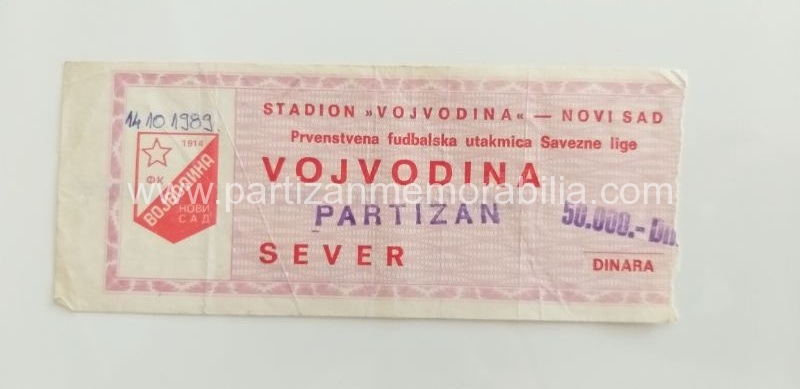 14 10 1989.
1914
ФК
ВОЈВОДИНА
НОВИ
САД
STADION »VOJVODINA« — NOVI SAD
Prvenstvena fudbalska utakmica Savezne lige
VOJVODINA
www.partizanmemorabilia.com
PARTIZAN 50.000.- Din.
SEVER
DINARA